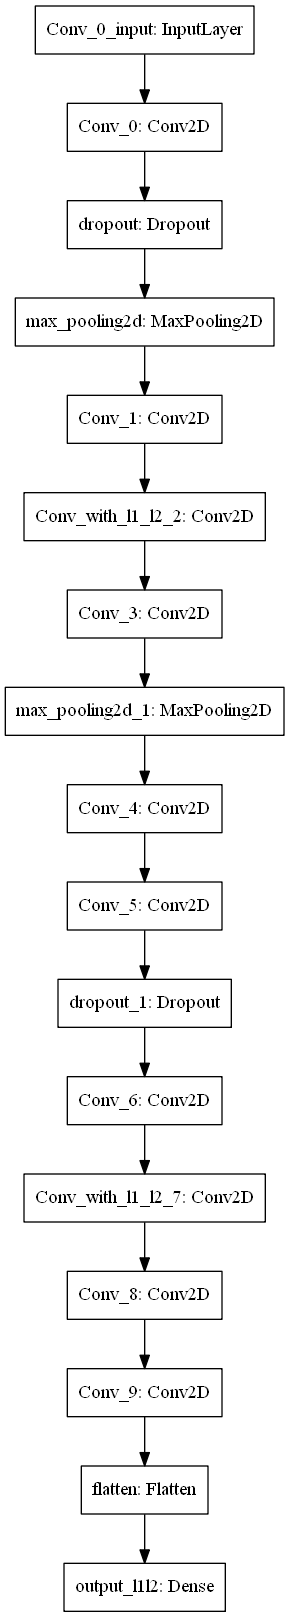 Conv_0_input: InputLayer
Conv_0: Conv2D
dropout: Dropout
max_pooling2d: MaxPooling2D
Conv_1: Conv2D
Conv_with_l1_l2_2: Conv2D
Conv_3: Conv2D
max_pooling2d_1: MaxPooling2D
Conv_4: Conv2D
Conv_5: Conv2D
dropout_1: Dropout
Conv_6: Conv2D
Conv_with_l1_l2_7: Conv2D
Conv_8: Conv2D
Conv_9: Conv2D
flatten: Flatten
output_l1l2: Dense